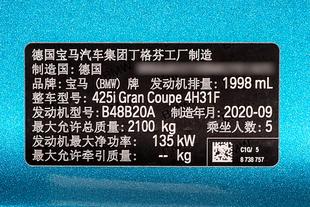 德国宝马汽车集团丁格芬工厂制造
制造国：德国
品牌：宝马（BMW）牌 发动机排量：1998 mL
整车型号：425i Gran Coupe 4H31F
发动机型号：B48B20A 制造年月：2020-09
最大允许总质量：2100 kg 乘坐人数：5
发动机最大净功率：135 kW
最大允许牵引质量：- kg
C1G/ 5
8 738 757